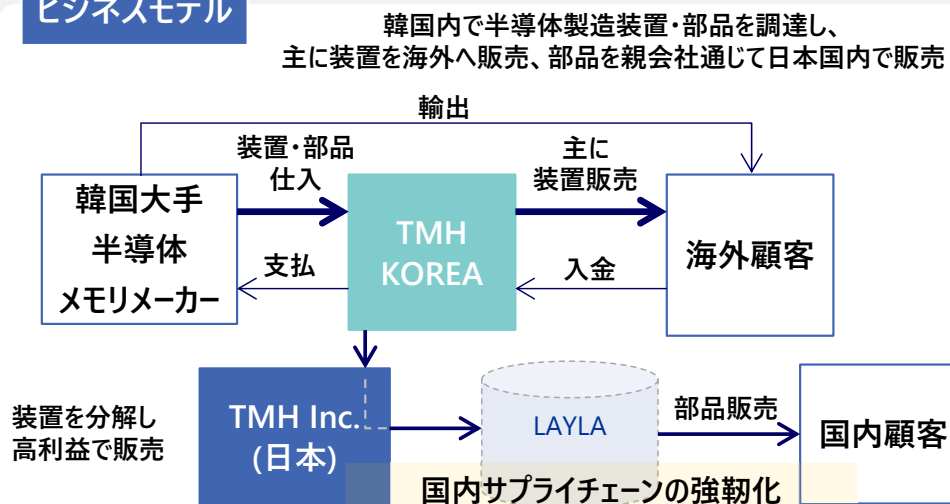 ビジネスモデル
韓国内で半導体製造装置・部品を調達し、
主に装置を海外へ販売、部品を親会社通じて日本国内で販売
輸出
装置・部品
仕入
主に
装置販売
韓国大手
半導体
メモリメーカー
TMH
KOREA
海外顧客
支払
入金
装置を分解し
高利益で販売
TMH Inc.
(日本)
LAYLA
部品販売
国内顧客
国内サプライチェーンの強靭化